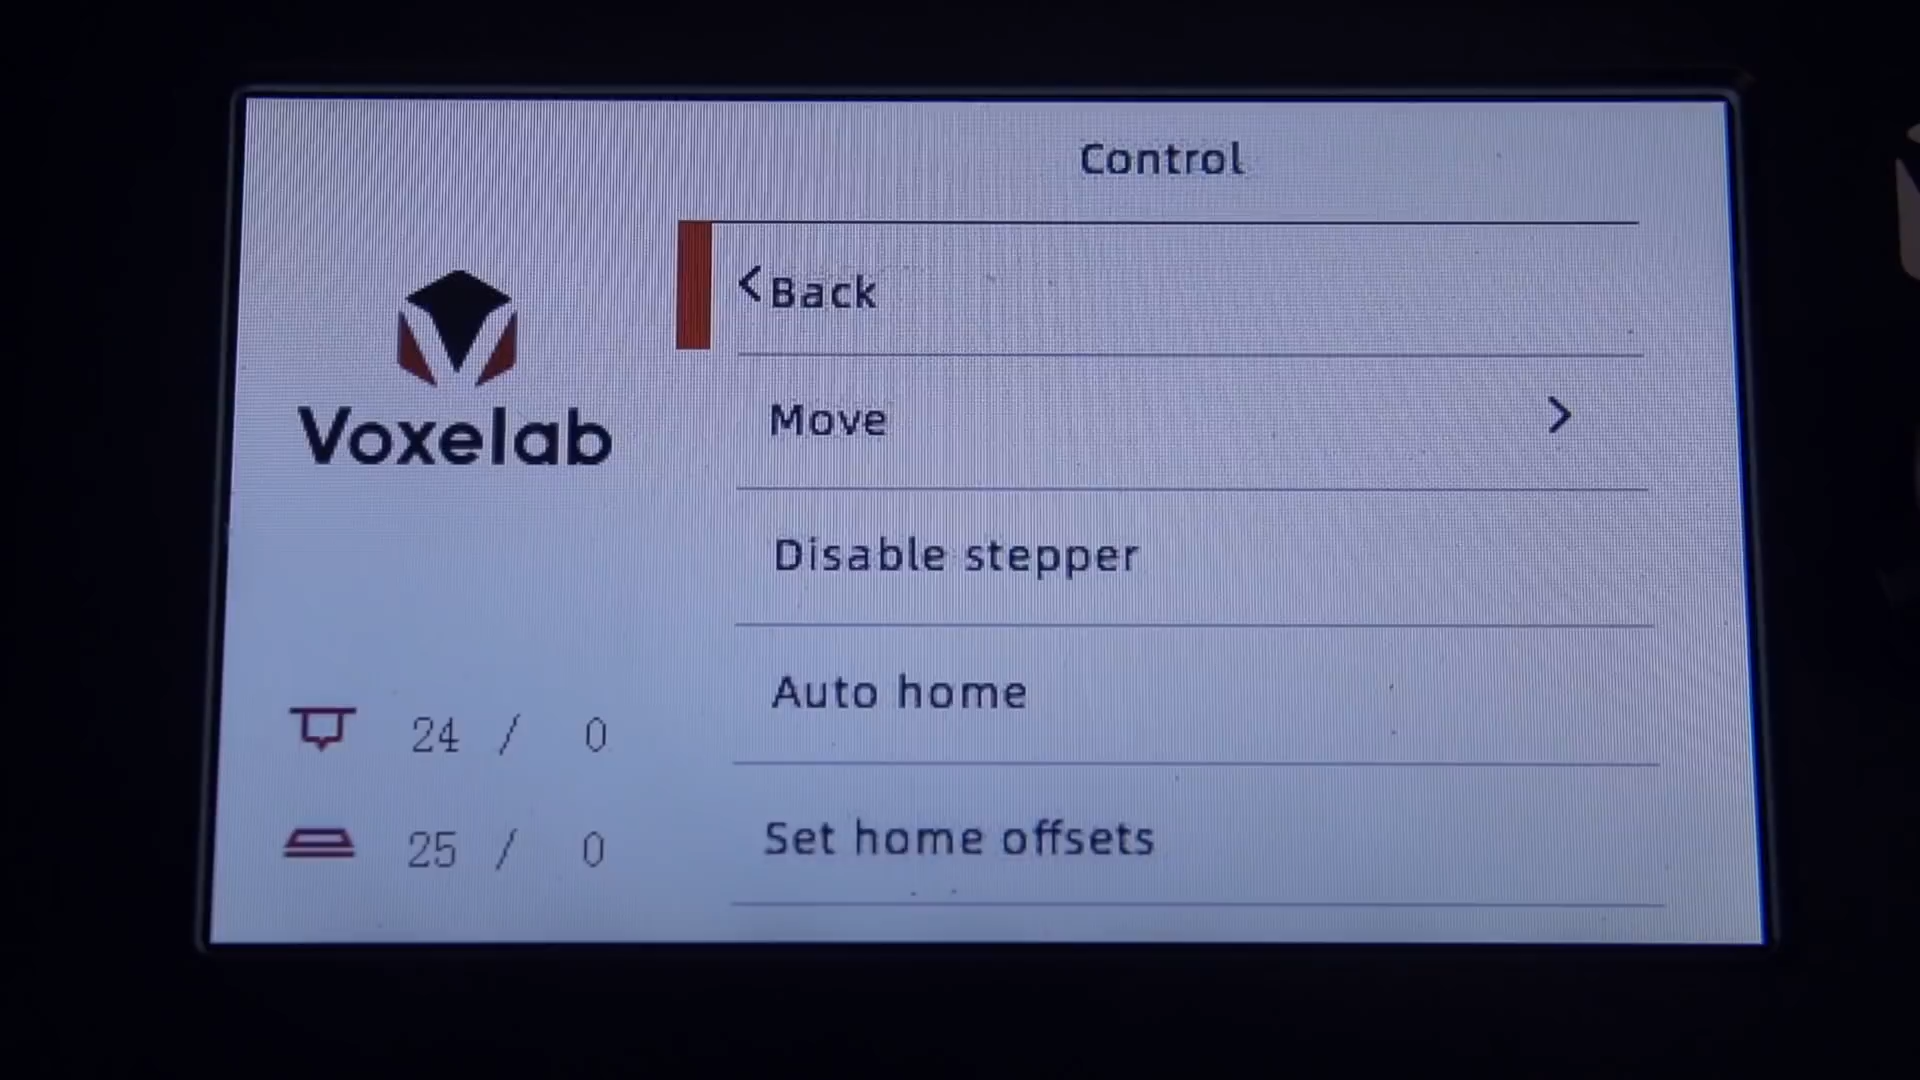 Control
<Back
Move >
Disable stepper
Auto home
Set home offsets
Voxelab
24 / 0
25 / 0